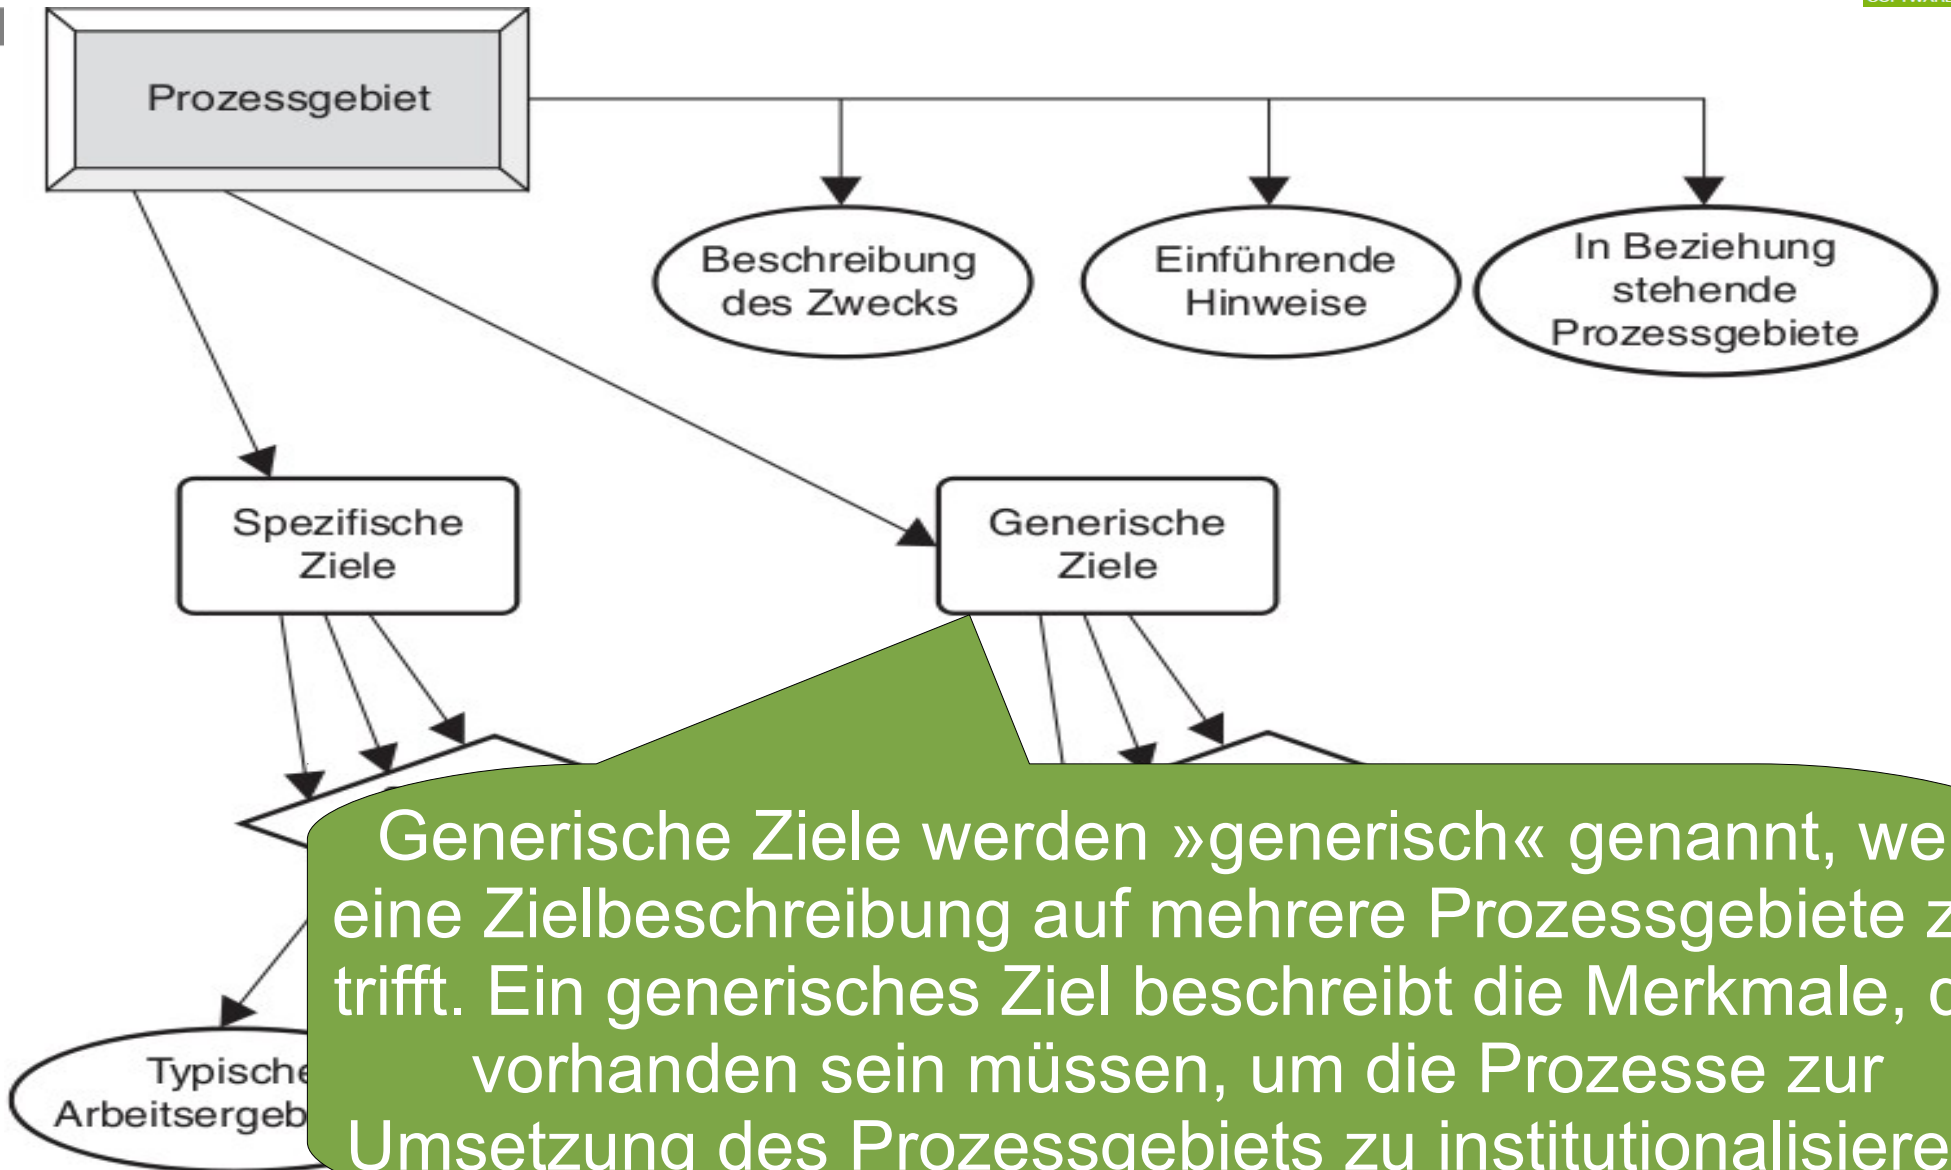 Prozessgebiet
Beschreibung
des Zwecks
Einführende
Hinweise
In Beziehung
stehende
Prozessgebiete
Spezifische
Ziele
Generische
Ziele
Generische Ziele werden »generisch« genannt, we
eine Zielbeschreibung auf mehrere Prozessgebiete z
trifft. Ein generisches Ziel beschreibt die Merkmale, d
vorhanden sein müssen, um die Prozesse zur
Umsetzung des Prozessgebiets zu institutionalisiere
Typische
Arbeitsergeb